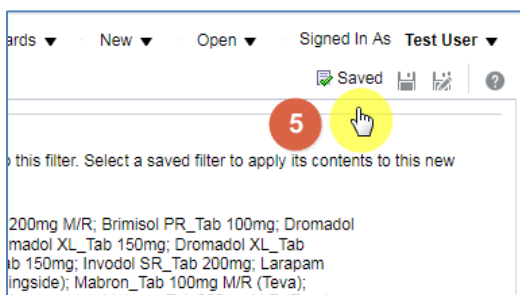 ards ▼ New ▼ Open ▼ Signed In As Test User ▼
Saved ?
5
this filter. Select a saved filter to apply its contents to this new
200mg M/R; Brimisol PR_Tab 100mg; Dromadol
madol XL_Tab 150mg; Dromadol XL_Tab
ab 150mg; Invodol SR_Tab 200mg; Larapam
ingside); Mabron_Tab 100mg M/R (Teva);